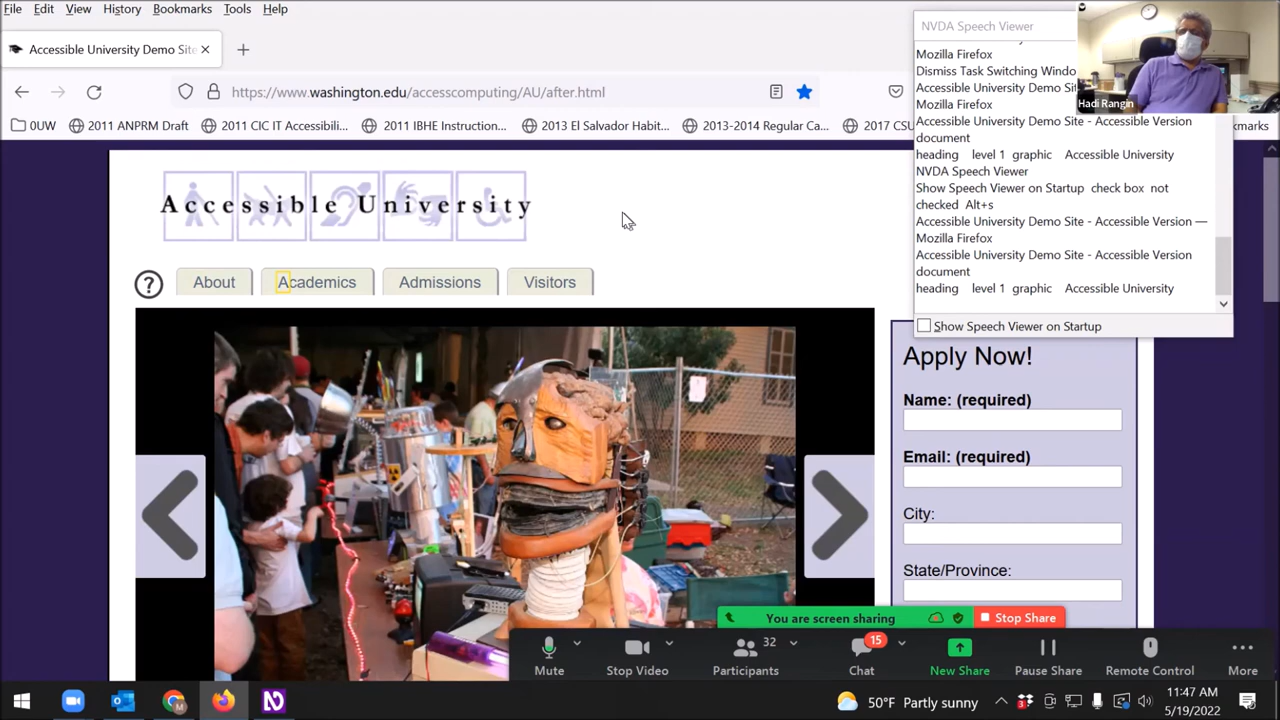 File Edit View History Bookmarks Tools Help
Accessible University Demo Site
https://www.washington.edu/accesscomputing/AU/after.html
0UW 2011 ANPRM Draft 2011 CIC IT Accessibili... 2011 IBIE Instruction... 2013 El Salvador Habit... 2013-2014 Regular Ca... 2017 CSU
NVDA Speech Viewer
Mozilla Firefox
Dismiss Task Switching Windo
Accessible University Demo Sit
Mozilla Firefox
Accessible University Demo Site - Accessible Version
document
heading level 1 graphic Accessible University
NVDA Speech Viewer
Show Speech Viewer on Startup check box not
checked Alt+s
Accessible University Demo Site - Accessible Version —
Mozilla Firefox
Accessible University Demo Site - Accessible Version
document
heading level 1 graphic Accessible University
Show Speech Viewer on Startup
Hadi Rangin
Accessible University
? About Academics Admissions Visitors
Apply Now!
Name: (required)
Email: (required)
City:
State/Province:
You are screen sharing Stop Share
32 15
Mute Stop Video Participants Chat New Share Pause Share Remote Control More
50°F Partly sunny
11:47 AM
5/19/2022